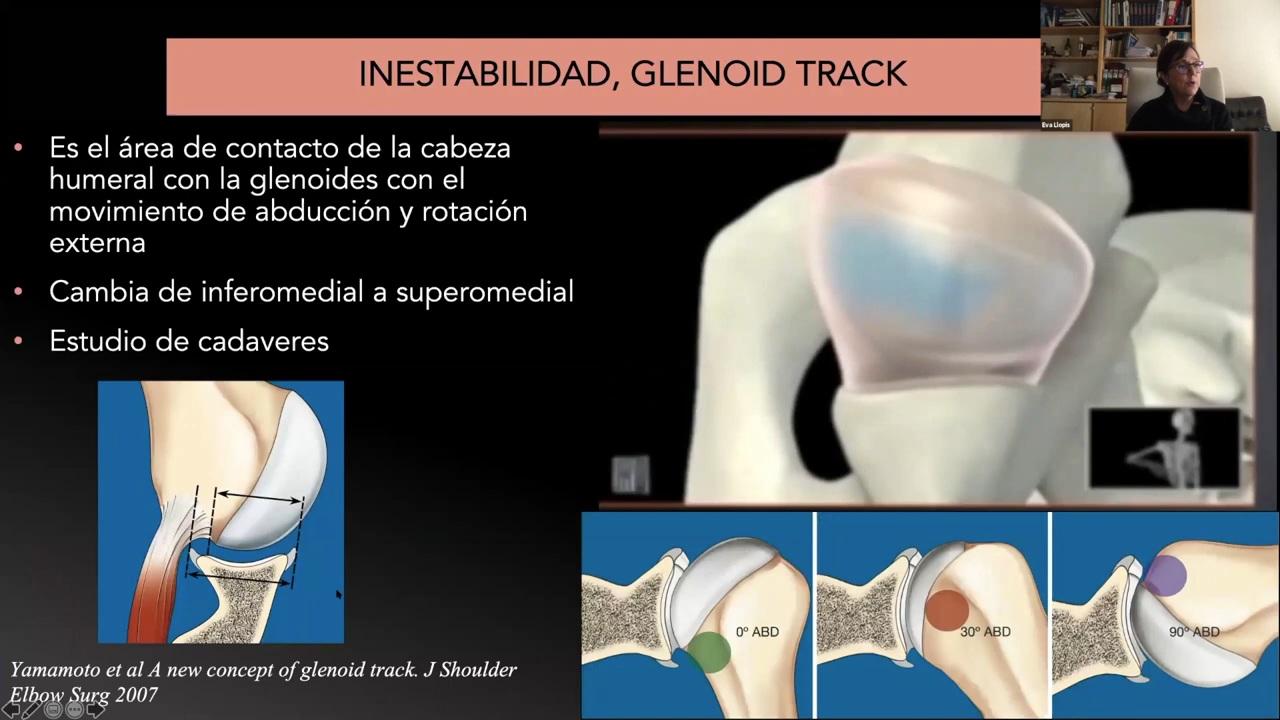 INESTABILIDAD, GLENOID TRACK
Eva Llopis
• Es el área de contacto de la cabeza
humeral con la glenoides con el
movimiento de abducción y rotación
externa
• Cambia de inferomedial a superomedial
• Estudio de cadaveres
0º ABD
30º ABD
90º ABD
Yamamoto et al A new concept of glenoid track. J Shoulder
Elbow Surg 2007